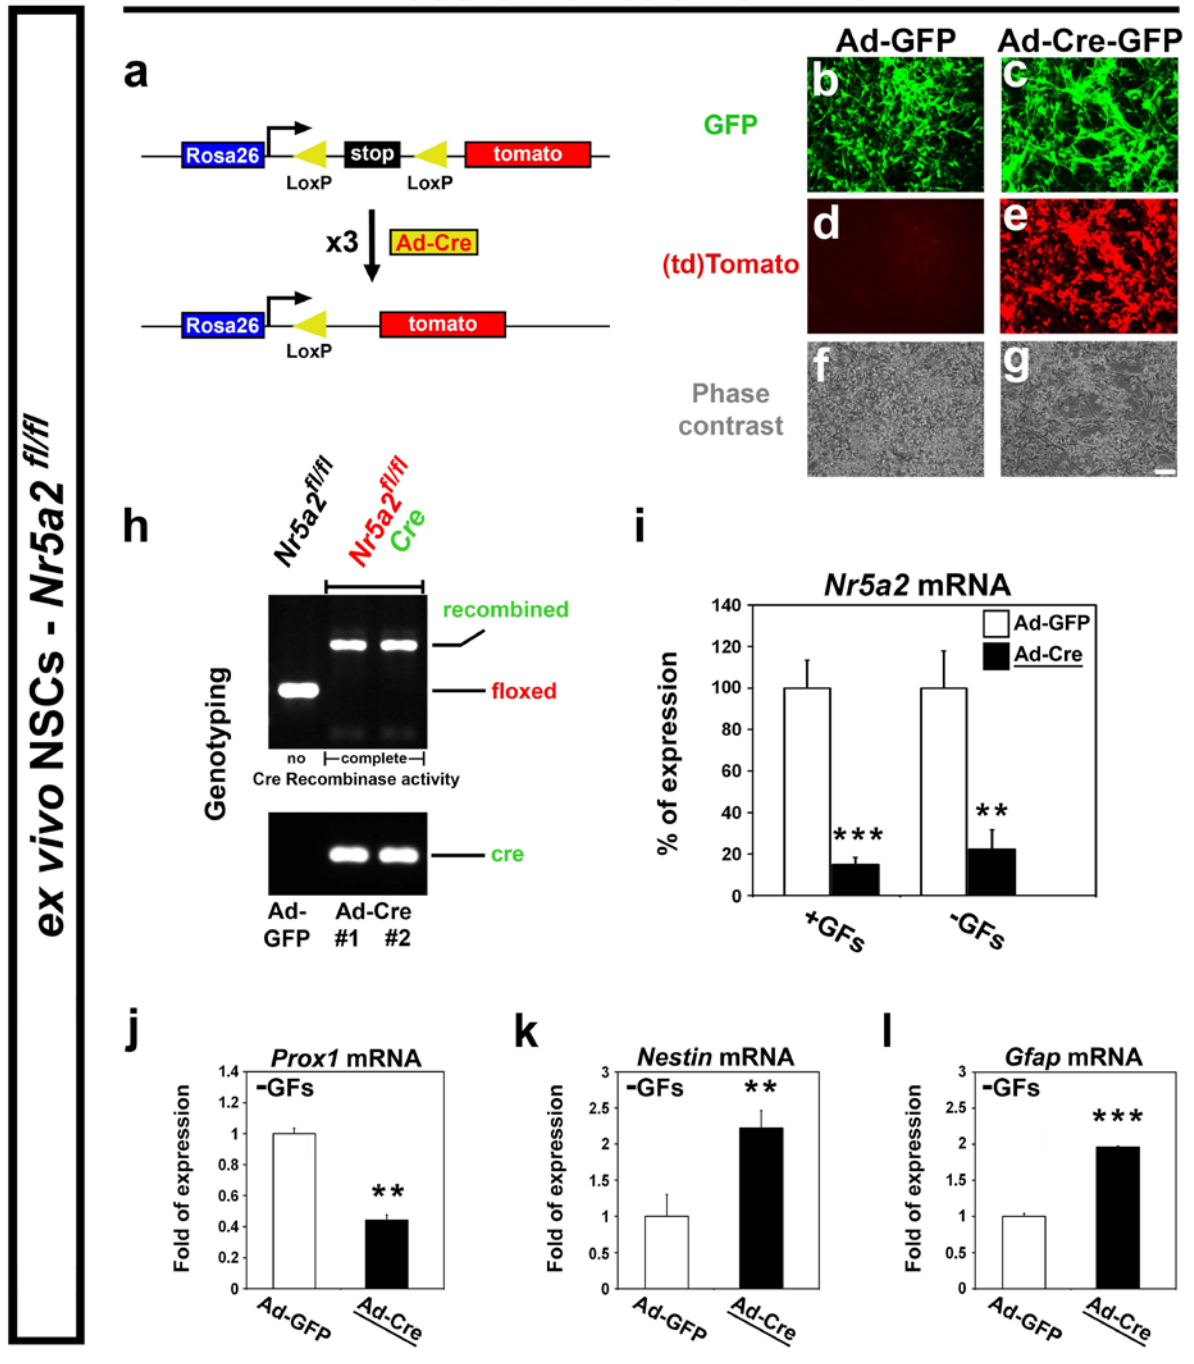 ex vivo NSCs - Nr5a2 fl/fl
a
Rosa26
stop
tomato
LoxP
LoxP
x3
Ad-Cre
Rosa26
tomato
LoxP
Ad-GFP
Ad-Cre-GFP
GFP
b
c
(td)Tomato
d
e
Phase
contrast
f
g
h
Nr5a2fl/fl
Nr5a2fl/fl
Cre
Genotyping
recombined
floxed
no
complete
Cre Recombinase activity
cre
Ad-
GFP
Ad-Cre
#1 #2
i
Nr5a2 mRNA
% of expression
140
120
100
80
60
40
20
0
Ad-GFP
Ad-Cre
***
**
+GFs
-GFs
j
Prox1 mRNA
-GFs
Fold of expression
1.4
1.2
1
0.8
0.6
0.4
0.2
0
**
Ad-GFP
Ad-Cre
k
Nestin mRNA
-GFs
Fold of expression
3
2.5
2
1.5
1
0.5
0
**
Ad-GFP
Ad-Cre
l
Gfap mRNA
-GFs
Fold of expression
3
2.5
2
1.5
1
0.5
0
***
Ad-GFP
Ad-Cre